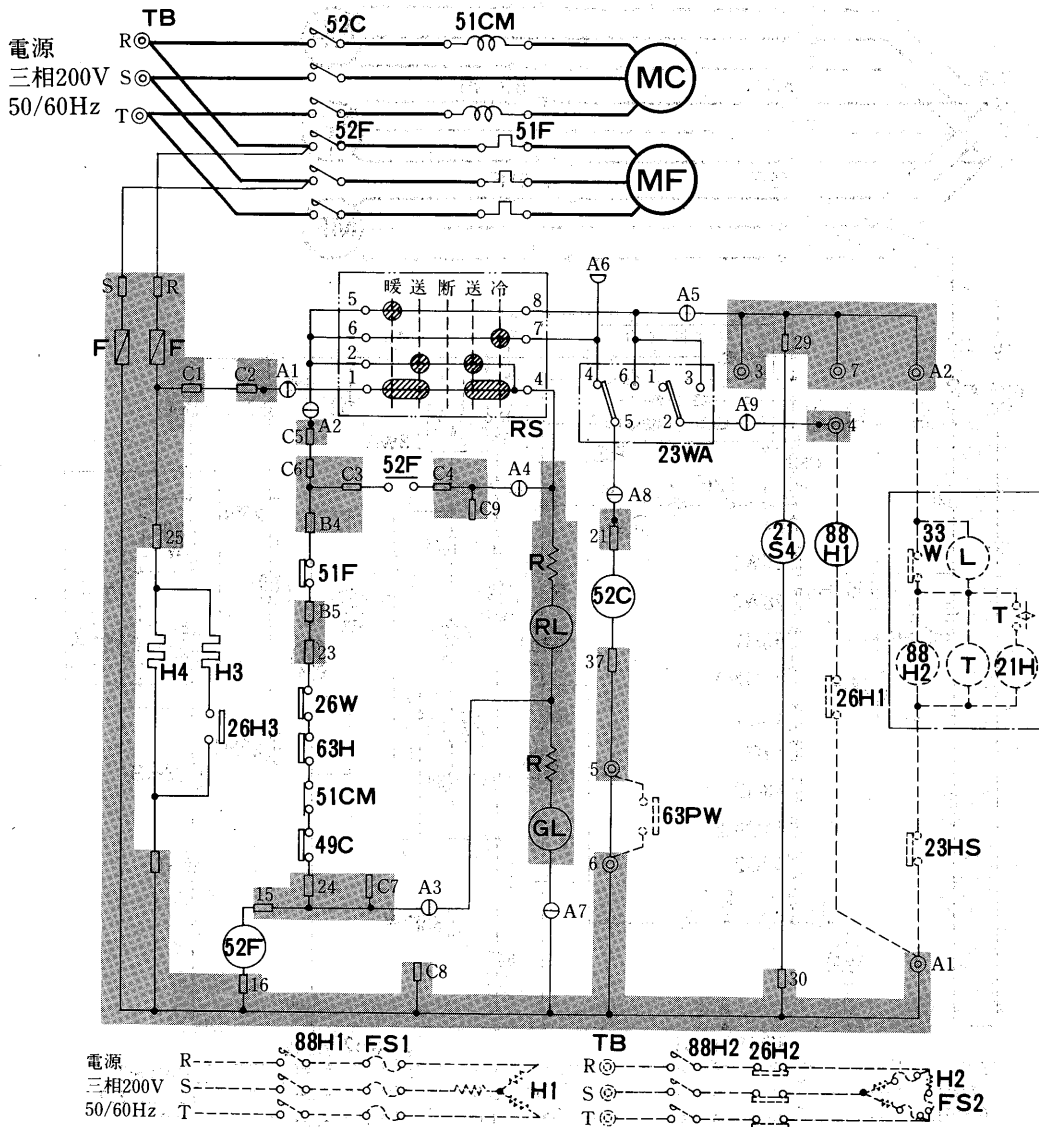 TB 52C 51CM
電源
三相200V
50/60Hz
R
S
T
MC
52F 51F
MF
S R
F F
C1 C2 A1
暖 送 断 送 冷
5 8
6 7
2
1 4
RS
A6
A5
4 6 1 3
5 2
23WA
A9
3 29 7 A2
4
A2
C5
C6 C3 52F C4 A4
C9
B4
A8
21
25
51F
B5
23
R
RL
52C
21
S4
88
H1
33
W
L
T
88
H2
T
21H
37
H4 H3
26H3
26W
63H
51CM
49C
R
GL
5
63PW
6
26H1
23HS
15 24 C7 A3
A7
52F
16
C8
30
A1
電源
三相200V
50/60Hz
R
S
T
88H1 FS1
H1
TB
R
S
T
88H2 26H2
H2
FS2